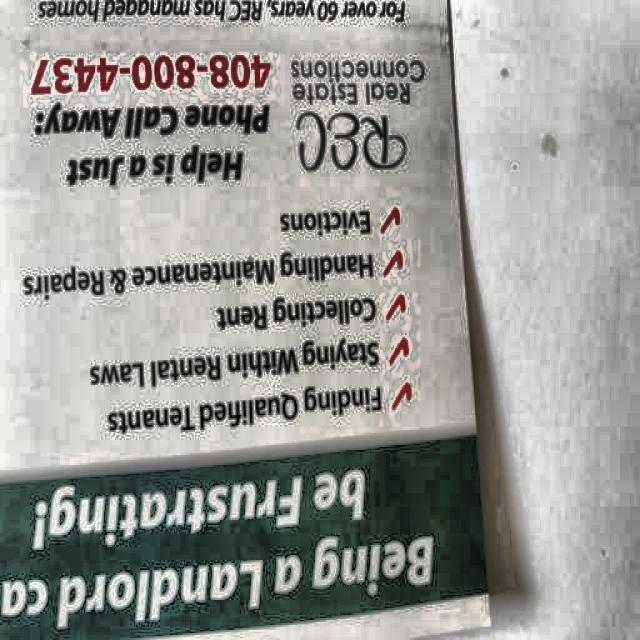 Being a Landlord ca
be Frustrating!
Finding Qualified Tenants
Staying Within Rental Laws
Collecting Rent
Handling Maintenance & Repairs
Evictions
REC
Real Estate
Connections
Help is a Just
Phone Call Away:
408-800-4437
For over 60 years, REC has managed homes